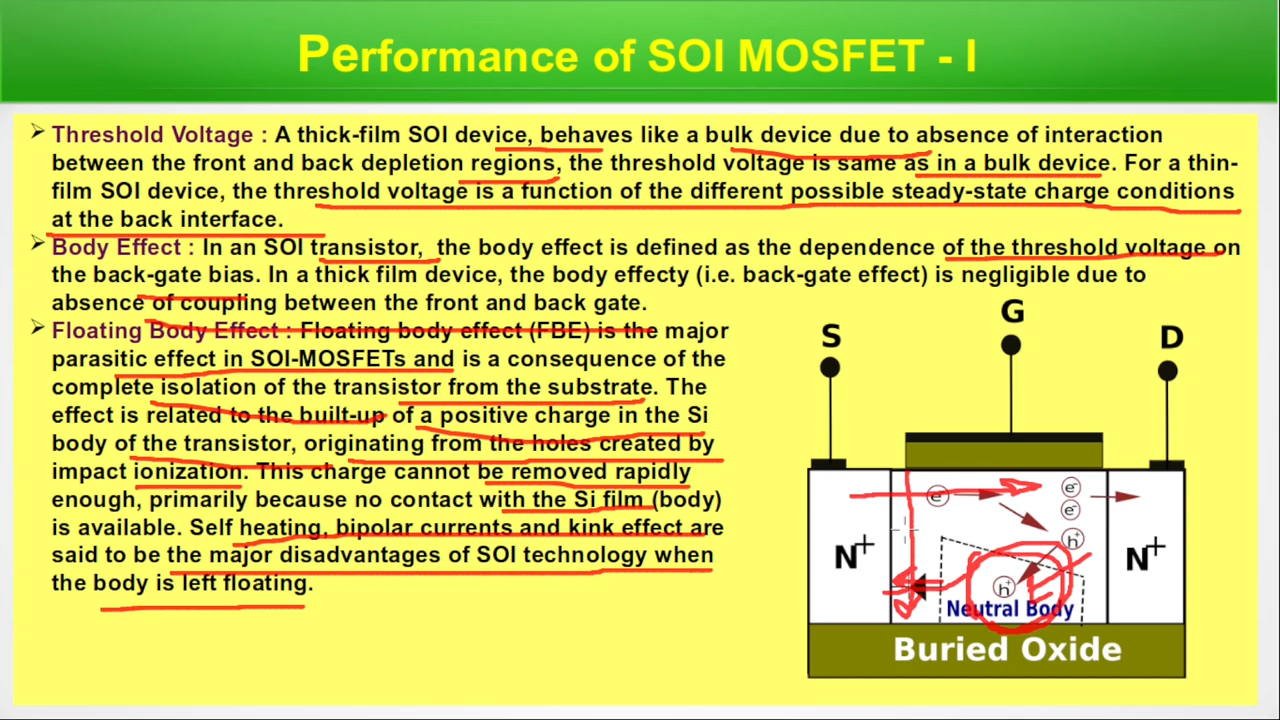 Performance of SOI MOSFET - I
➢ Threshold Voltage : A thick-film SOI device, behaves like a bulk device due to absence of interaction
between the front and back depletion regions, the threshold voltage is same as in a bulk device. For a thin-
film SOI device, the threshold voltage is a function of the different possible steady-state charge conditions
at the back interface.
➢ Body Effect : In an SOI transistor, the body effect is defined as the dependence of the threshold voltage on
the back-gate bias. In a thick film device, the body effecty (i.e. back-gate effect) is negligible due to
absence of coupling between the front and back gate.
➢ Floating Body Effect : Floating body effect (FBE) is the major
parasitic effect in SOI-MOSFETs and is a consequence of the
complete isolation of the transistor from the substrate. The
effect is related to the built-up of a positive charge in the Si
body of the transistor, originating from the holes created by
impact ionization. This charge cannot be removed rapidly
enough, primarily because no contact with the Si film (body)
is available. Self heating, bipolar currents and kink effect are
said to be the major disadvantages of SOI technology when
the body is left floating.
G
S D
e⁻ e⁻
e⁻
h⁺
N⁺ N⁺
h⁺
Neutral Body
Buried Oxide